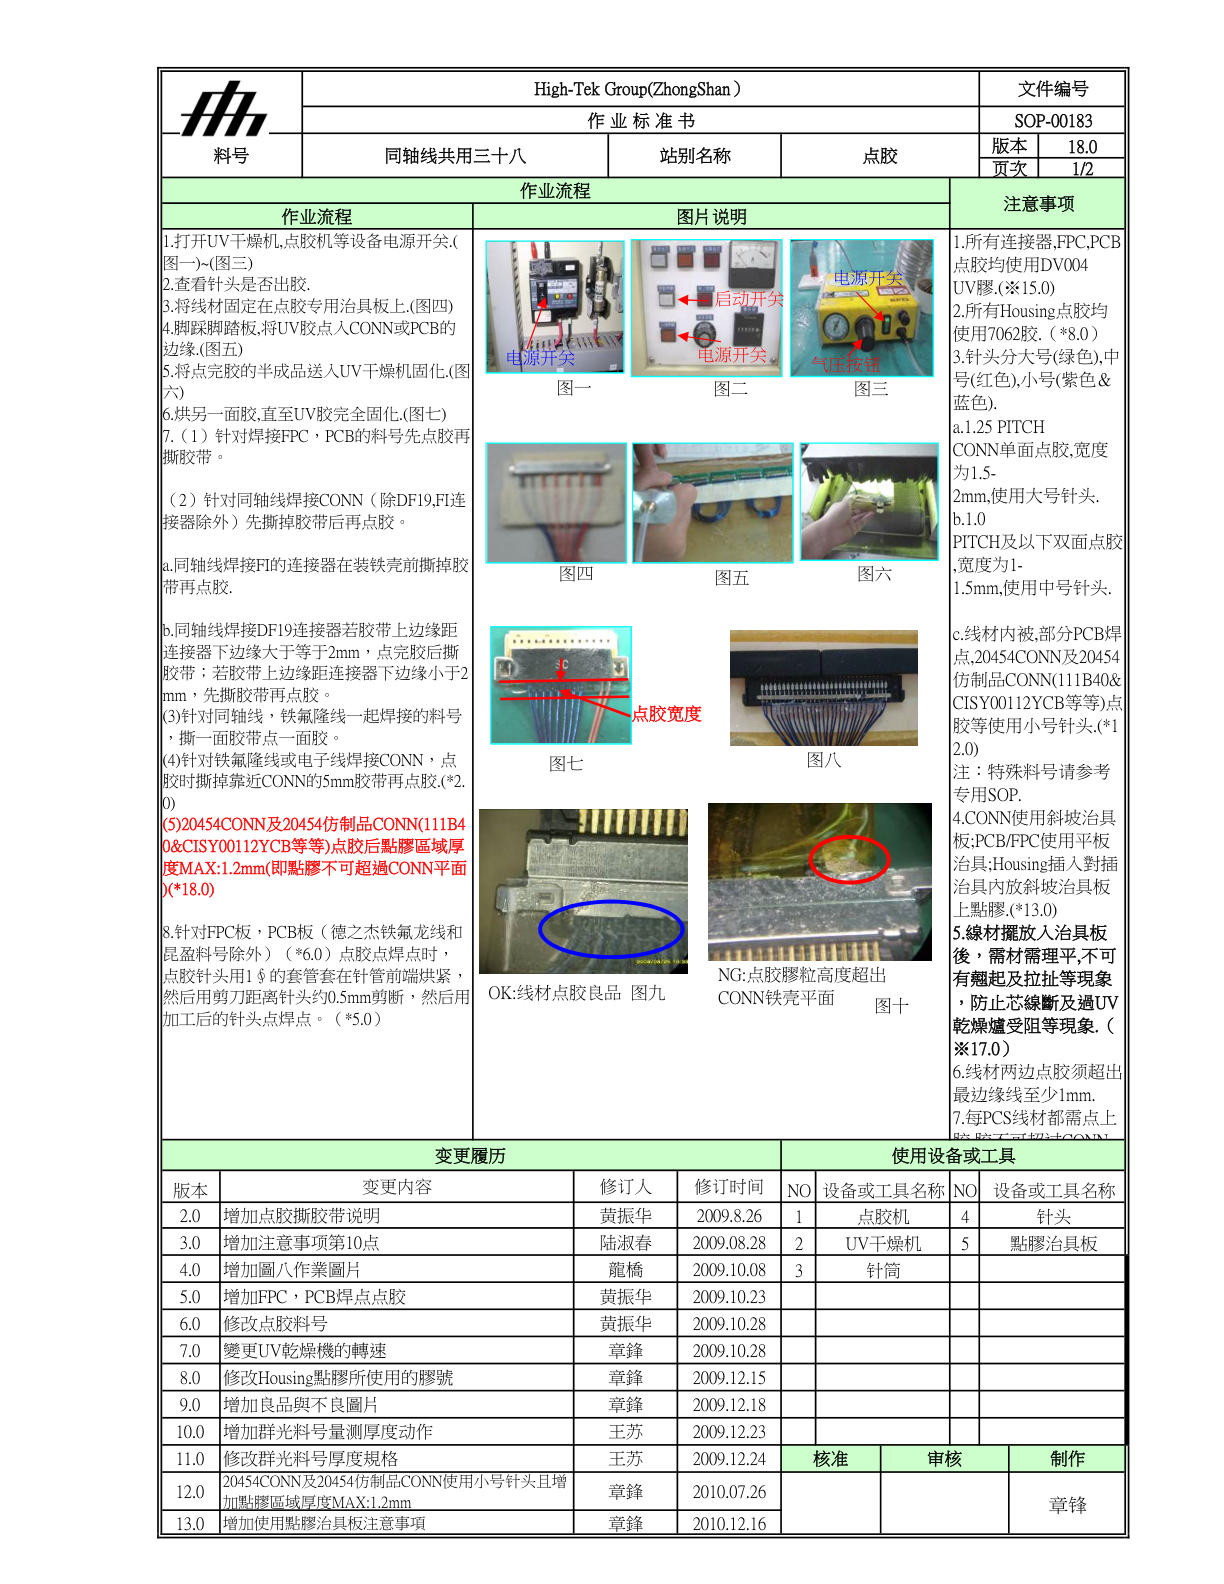 High-Tek Group(ZhongShan）
文件编号
作 业 标 准 书
SOP-00183
料号
同轴线共用三十八
站别名称
点胶
版本
18.0
页次
1/2
作业流程
注意事项
作业流程
图片说明
1.打开UV干燥机,点胶机等设备电源开关.(
图一)~(图三)
2.查看针头是否出胶.
3.将线材固定在点胶专用治具板上.(图四)
4.脚踩脚踏板,将UV胶点入CONN或PCB的
边缘.(图五)
5.将点完胶的半成品送入UV干燥机固化.(图
六)
6.烘另一面胶,直至UV胶完全固化.(图七)
7.（1）针对焊接FPC，PCB的料号先点胶再
撕胶带。
（2）针对同轴线焊接CONN（除DF19,FI连
接器除外）先撕掉胶带后再点胶。
a.同轴线焊接FI的连接器在装铁壳前撕掉胶
带再点胶.
b.同轴线焊接DF19连接器若胶带上边缘距
连接器下边缘大于等于2mm，点完胶后撕
胶带；若胶带上边缘距连接器下边缘小于2
mm，先撕胶带再点胶。
(3)针对同轴线，铁氟隆线一起焊接的料号
，撕一面胶带点一面胶。
(4)针对铁氟隆线或电子线焊接CONN，点
胶时撕掉靠近CONN的5mm胶带再点胶.(*2.
0)
(5)20454CONN及20454仿制品CONN(111B4
0&CISY00112YCB等等)点胶后點膠區域厚
度MAX:1.2mm(即點膠不可超過CONN平面
)(*18.0)
8.针对FPC板，PCB板（德之杰铁氟龙线和
昆盈料号除外）（*6.0）点胶点焊点时，
点胶针头用1∮的套管套在针管前端烘紧，
然后用剪刀距离针头约0.5mm剪断，然后用
加工后的针头点焊点。（*5.0）
电源开关
启动开关
电源开关
电源开关
气压按钮
图一
图二
图三
图四
图五
图六
点胶宽度
图七
图八
OK:线材点胶良品 图九
NG:点胶膠粒高度超出
CONN铁壳平面
图十
1.所有连接器,FPC,PCB
点胶均使用DV004
UV膠.(※15.0)
2.所有Housing点胶均
使用7062胶.（*8.0）
3.针头分大号(绿色),中
号(红色),小号(紫色&
蓝色).
a.1.25 PITCH
CONN单面点胶,宽度
为1.5-
2mm,使用大号针头.
b.1.0
PITCH及以下双面点胶
,宽度为1-
1.5mm,使用中号针头.
c.线材内被,部分PCB焊
点,20454CONN及20454
仿制品CONN(111B40&
CISY00112YCB等等)点
胶等使用小号针头.(*1
2.0)
注：特殊料号请参考
专用SOP.
4.CONN使用斜坡治具
板;PCB/FPC使用平板
治具;Housing插入對插
治具內放斜坡治具板
上點膠.(*13.0)
5.線材擺放入治具板
後，需材需理平,不可
有翹起及拉扯等現象
，防止芯線斷及過UV
乾燥爐受阻等現象.（
※17.0）
6.线材两边点胶须超出
最边缘线至少1mm.
7.每PCS线材都需点上
变更履历
使用设备或工具
版本
变更内容
修订人
修订时间
NO
设备或工具名称
NO
设备或工具名称
2.0
增加点胶撕胶带说明
黄振华
2009.8.26
1
点胶机
4
针头
3.0
增加注意事项第10点
陆淑春
2009.08.28
2
UV干燥机
5
點膠治具板
4.0
增加圖八作業圖片
龍橋
2009.10.08
3
针筒
5.0
增加FPC，PCB焊点点胶
黄振华
2009.10.23
6.0
修改点胶料号
黄振华
2009.10.28
7.0
變更UV乾燥機的轉速
章鋒
2009.10.28
8.0
修改Housing點膠所使用的膠號
章鋒
2009.12.15
9.0
增加良品與不良圖片
章鋒
2009.12.18
10.0
增加群光料号量测厚度动作
王苏
2009.12.23
11.0
修改群光料号厚度規格
王苏
2009.12.24
核准
审核
制作
12.0
20454CONN及20454仿制品CONN使用小号针头且增
加點膠區域厚度MAX:1.2mm
章鋒
2010.07.26
章锋
13.0
增加使用點膠治具板注意事項
章鋒
2010.12.16